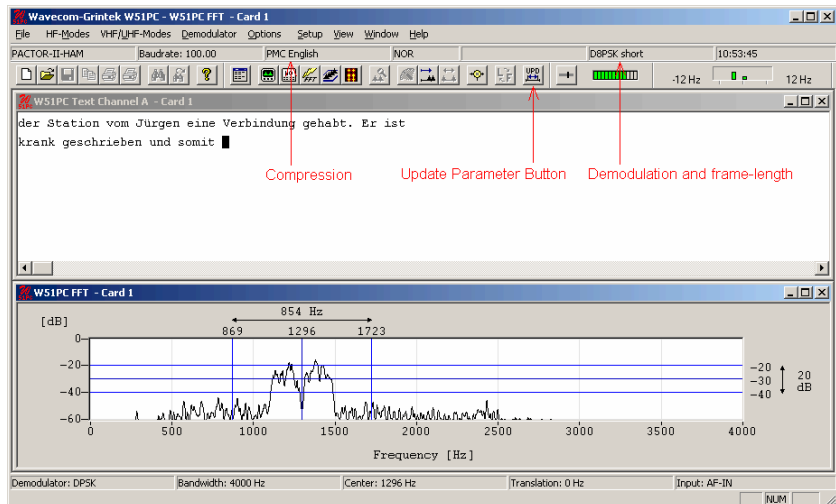 Wavecom-Grintek W51PC - W51PC FFT - Card 1
File HF-Modes VHF/UHF-Modes Demodulator Options Setup View Window Help
PACTOR-II-HAM Baudrate: 100.00 PMC English NOR D8PSK short 10:53:45
UPD -12 Hz 12 Hz
W51PC Text Channel A - Card 1
der Station vom Jürgen eine Verbindung gehabt. Er ist
krank geschrieben und somit
Compression Update Parameter Button Demodulation and frame-length
W51PC FFT - Card 1
854 Hz
[dB]
869 1296 1723
0
-20 -20
-30 20 dB
-40 -40
-60
0 500 1000 1500 2000 2500 3000 3500 4000
Frequency [Hz]
Demodulator: DPSK Bandwidth: 4000 Hz Center: 1296 Hz Translation: 0 Hz Input: AF-IN
NUM